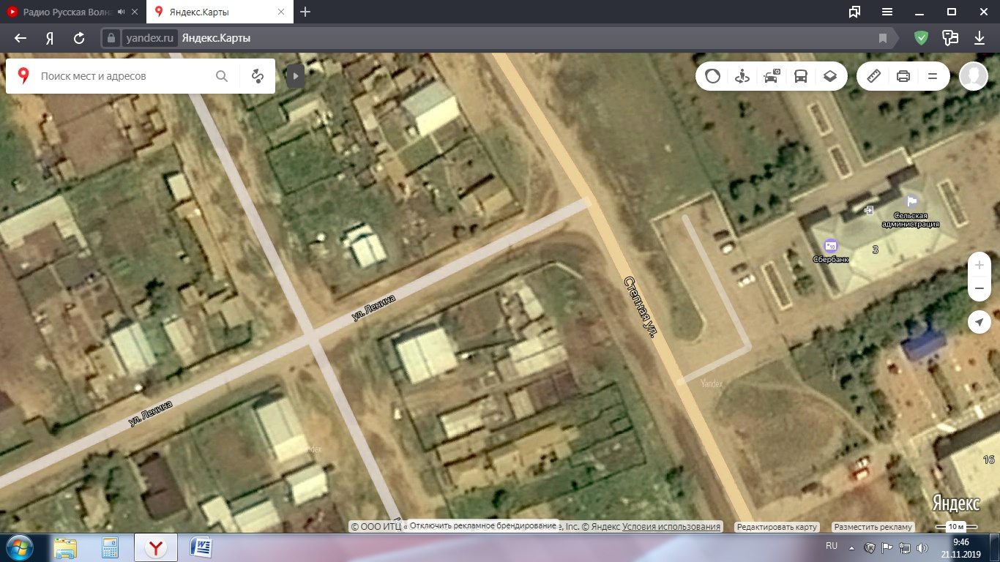 Радио Русская Волна
Яндекс.Карты
yandex.ru Яндекс.Карты
Поиск мест и адресов
Сельская
администрация
Сбербанк
3
ул. Ленина
Степная ул.
Yandex
ул. Ленина
16
Яндекс
© ООО ИТЦ « Отключить рекламное брендирование e, Inc. © Яндекс Условия использования
Редактировать карту
Разместить рекламу
10 м
RU
9:46
21.11.2019